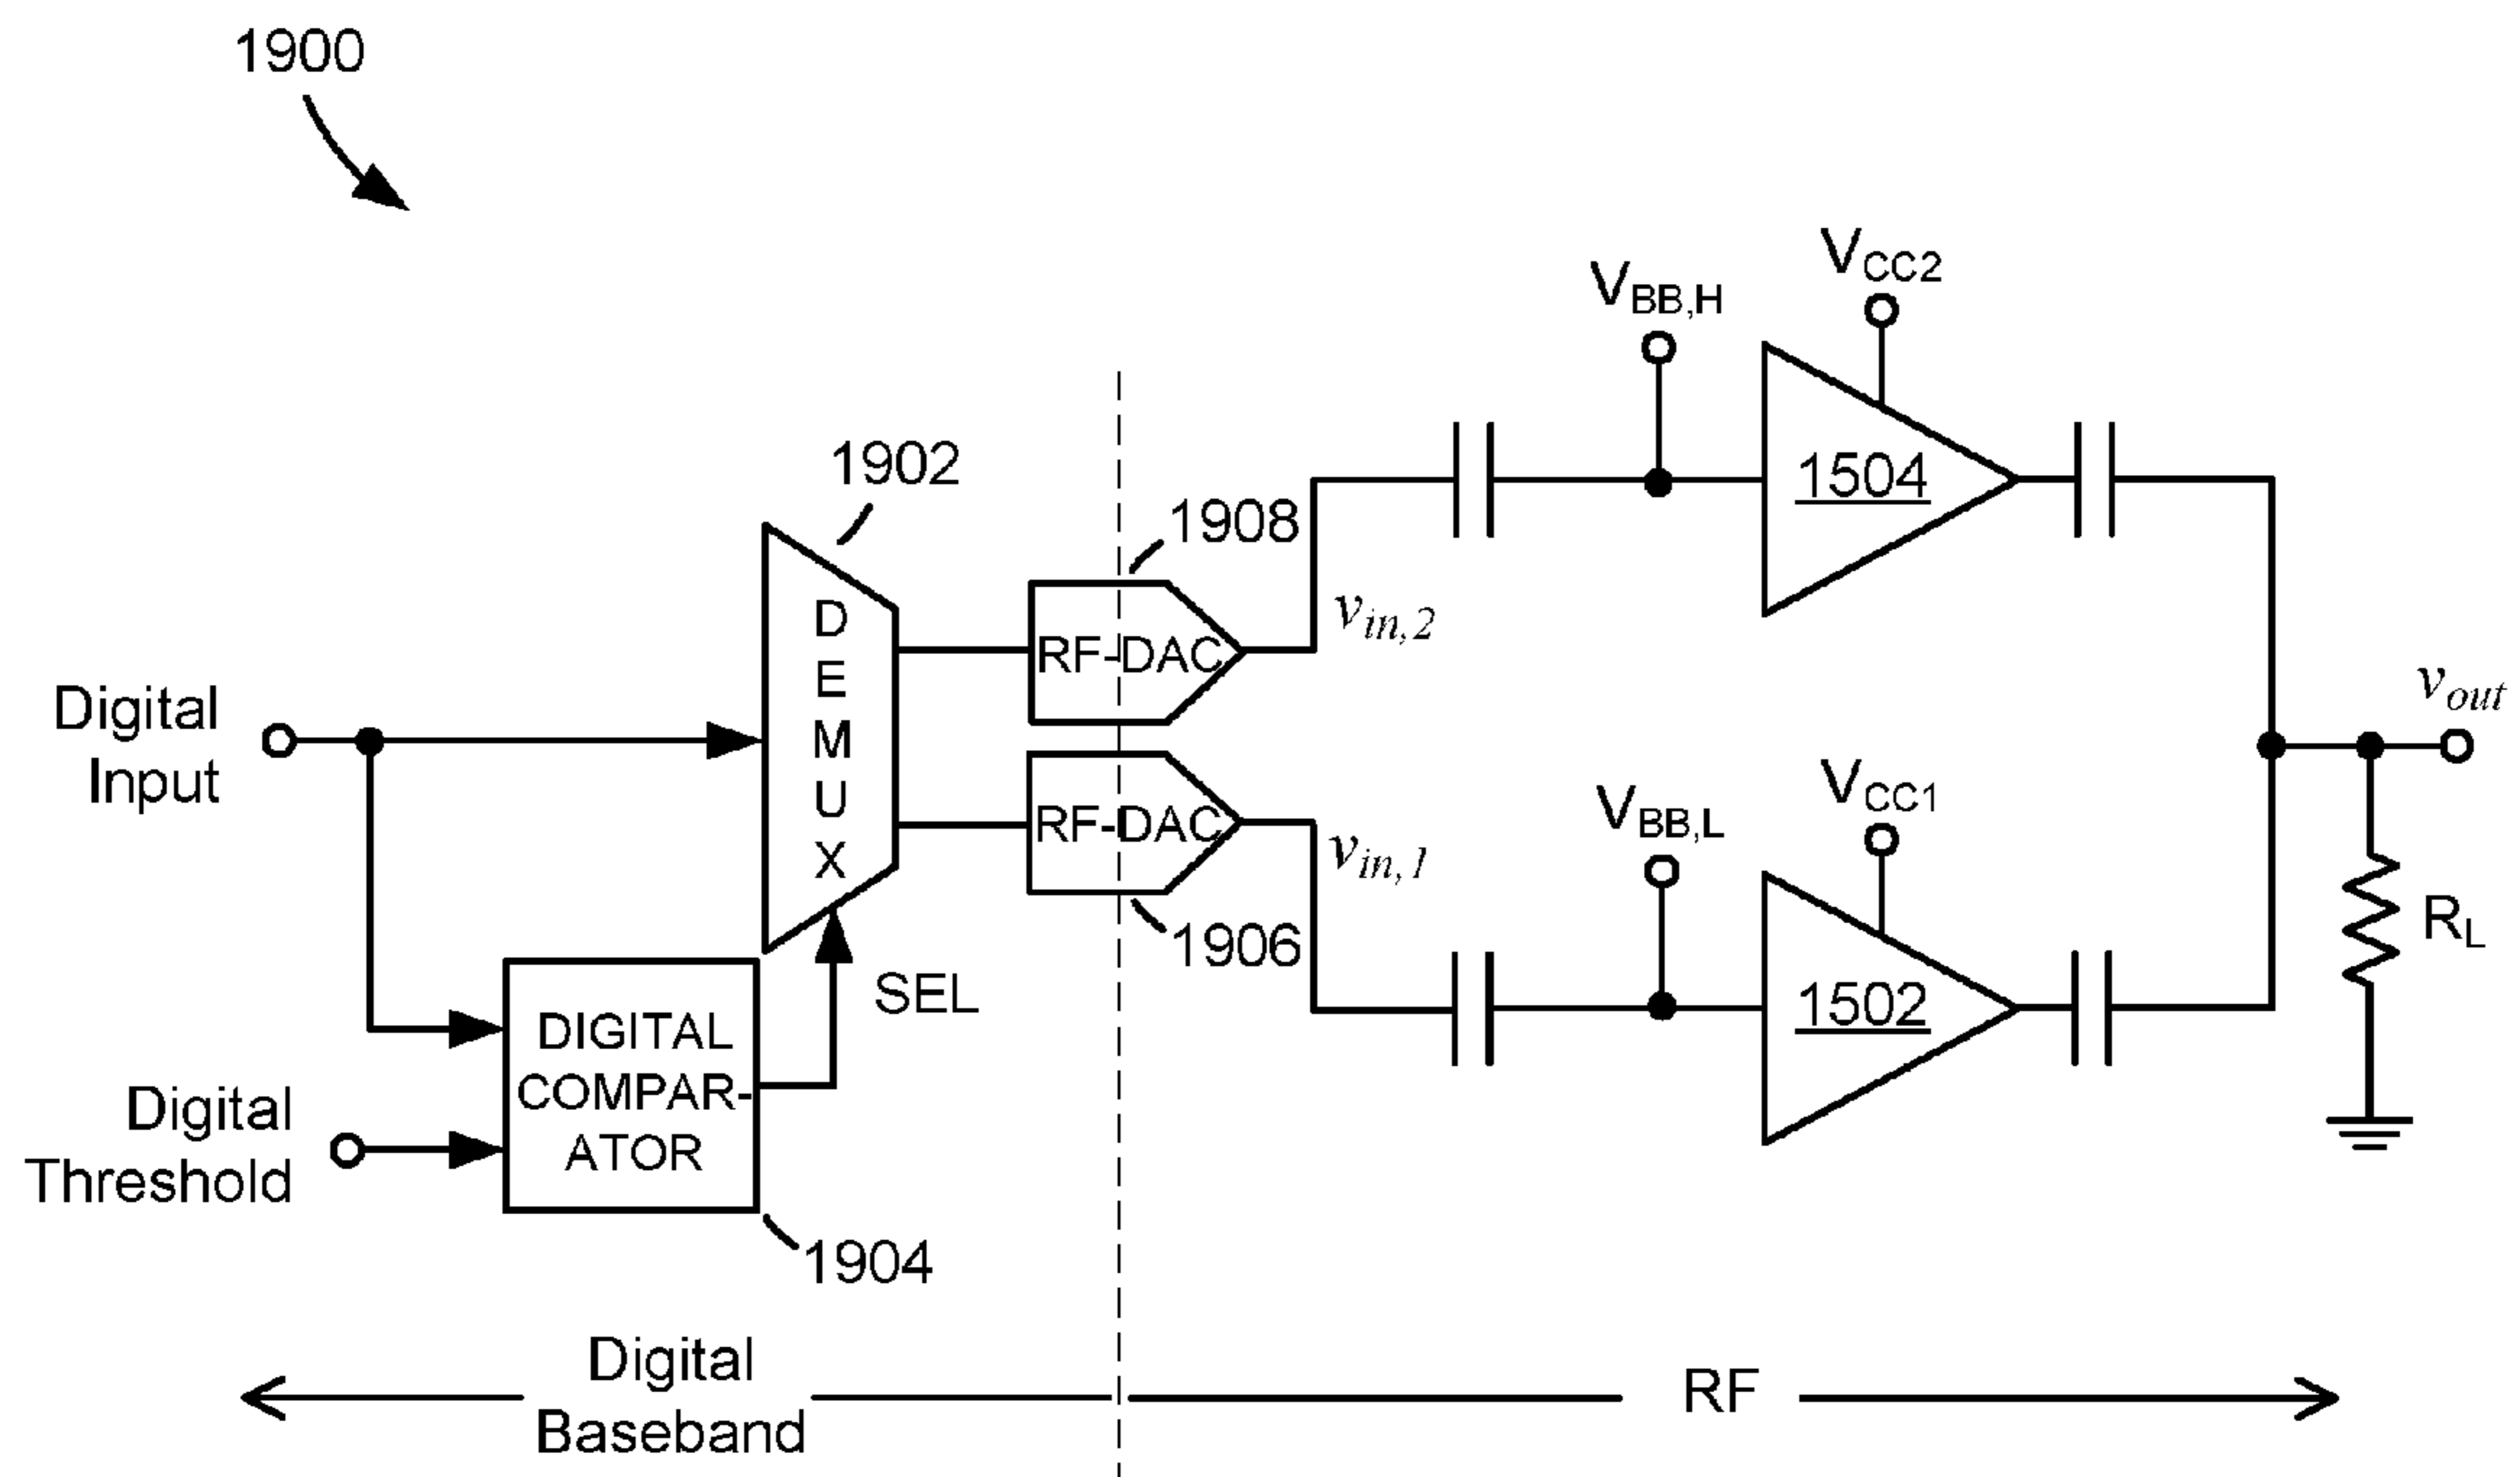 1900
V_CC2
V_BB,H
1902
1504
1908
D
E
M
U
X
v_in,2
RF-DAC
Digital
Input
v_out
V_CC1
V_BB,L
RF-DAC
v_in,1
R_L
1906
SEL
1502
DIGITAL
COMPAR-
ATOR
Digital
Threshold
1904
Digital
Baseband
RF